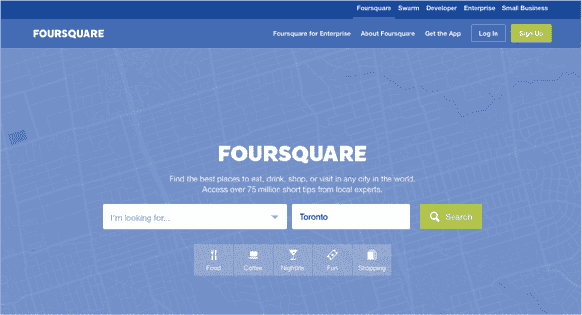 Foursquare Swarm Developer Enterprise Small Business
FOURSQUARE Foursquare for Enterprise About Foursquare Get the App Log In Sign Up
FOURSQUARE
Find the best places to eat, drink, shop, or visit in any city in the world.
Access over 75 million short tips from local experts.
I'm looking for... Toronto Search
Food Coffee Nightlife Fun Shopping